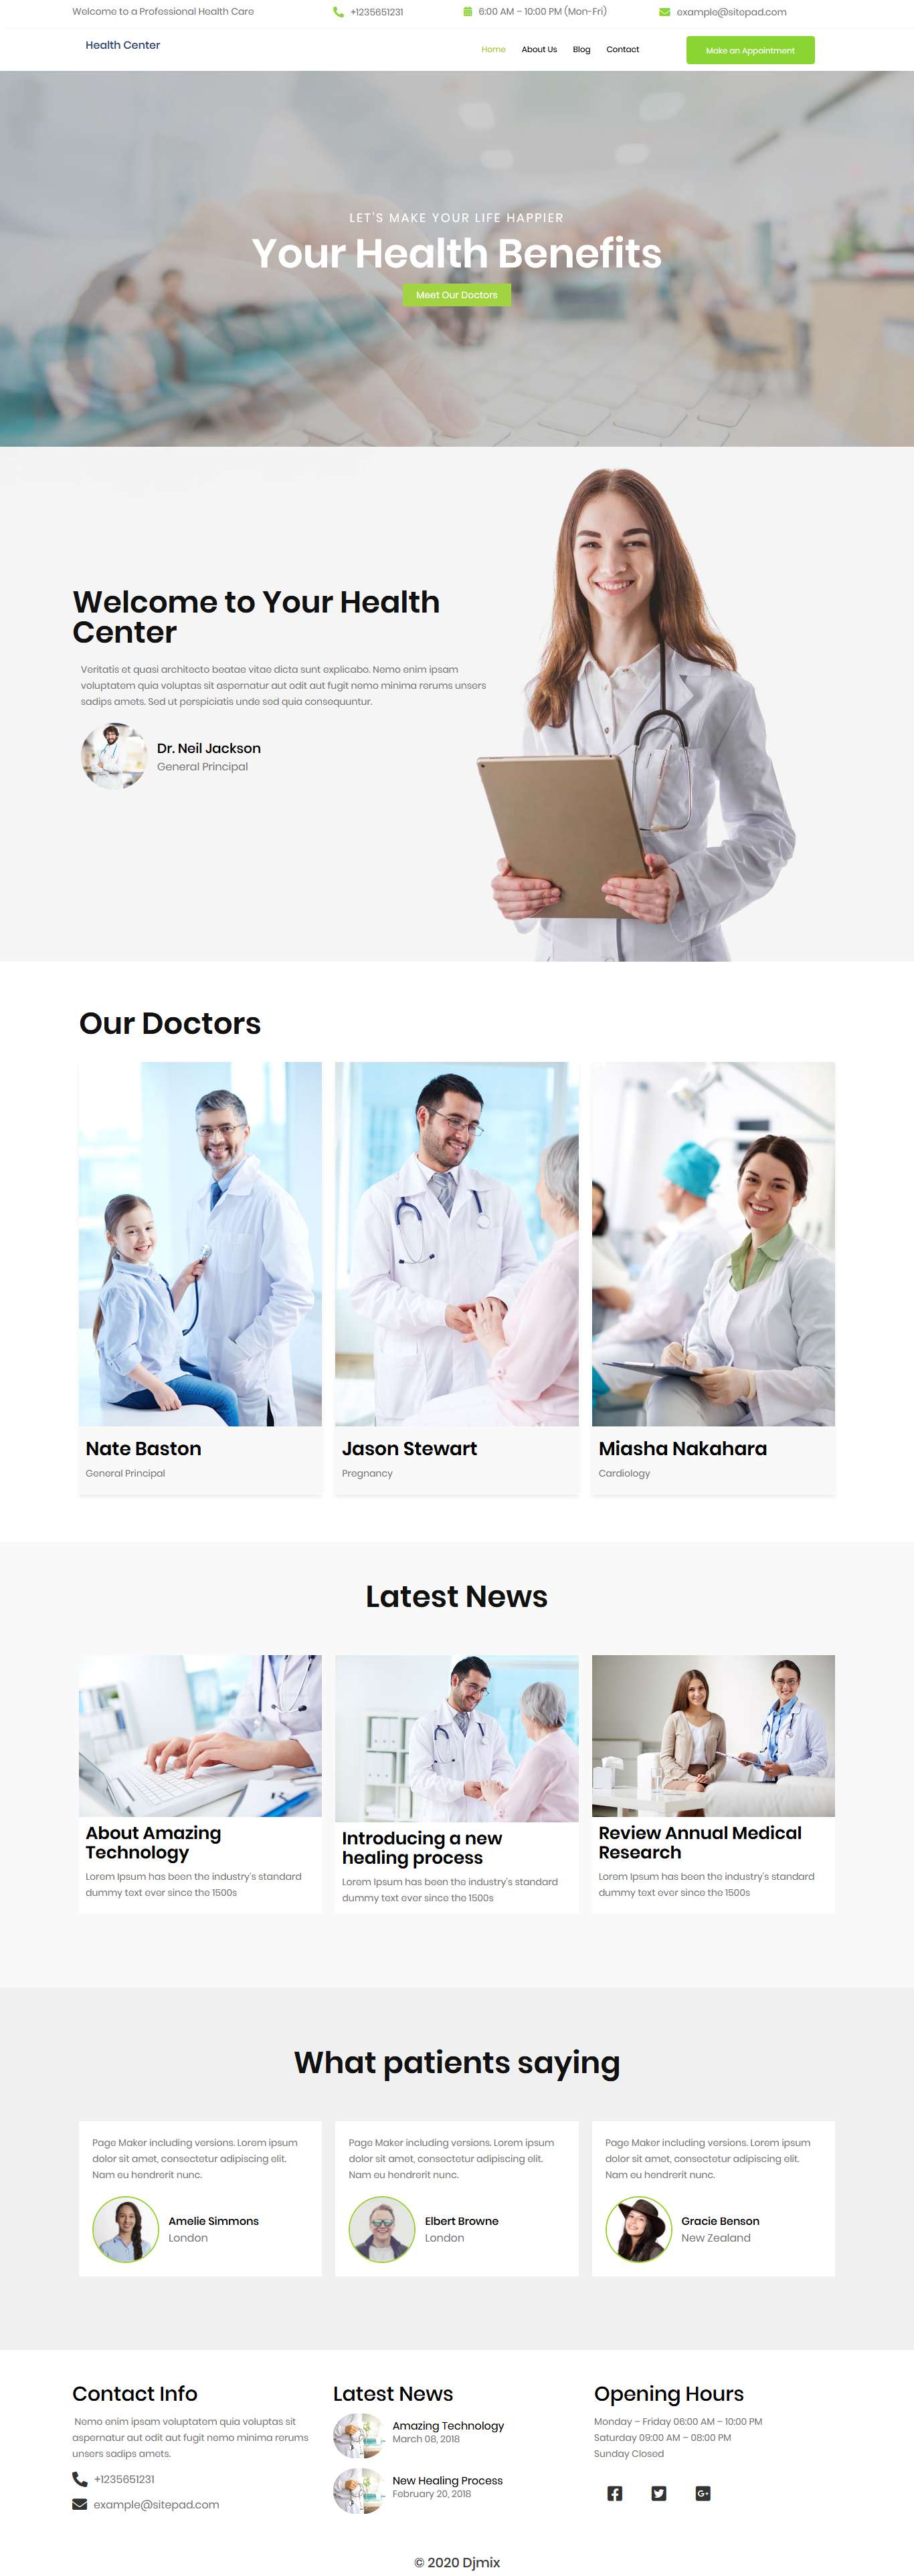 Welcome to a Professional Health Care
+1235651231
6:00 AM – 10:00 PM (Mon-Fri)
example@sitepad.com
Health Center
Home
About Us
Blog
Contact
Make an Appointment
LET'S MAKE YOUR LIFE HAPPIER
Your Health Benefits
Meet Our Doctors
Welcome to Your Health
Center
Veritatis et quasi architecto beatae vitae dicta sunt explicabo. Nemo enim ipsam
voluptatem quia voluptas sit aspernatur aut odit aut fugit nemo minima rerums unsers
sadips amets. Sed ut perspiciatis unde sed quia consequuntur.
Dr. Neil Jackson
General Principal
Our Doctors
Nate Baston
General Principal
Jason Stewart
Pregnancy
Miasha Nakahara
Cardiology
Latest News
About Amazing
Technology
Lorem Ipsum has been the industry's standard
dummy text ever since the 1500s
Introducing a new
healing process
Lorem Ipsum has been the industry's standard
dummy text ever since the 1500s
Review Annual Medical
Research
Lorem Ipsum has been the industry's standard
dummy text ever since the 1500s
What patients saying
Page Maker including versions. Lorem ipsum
dolor sit amet, consectetur adipiscing elit.
Nam eu hendrerit nunc.
Amelie Simmons
London
Page Maker including versions. Lorem ipsum
dolor sit amet, consectetur adipiscing elit.
Nam eu hendrerit nunc.
Elbert Browne
London
Page Maker including versions. Lorem ipsum
dolor sit amet, consectetur adipiscing elit.
Nam eu hendrerit nunc.
Gracie Benson
New Zealand
Contact Info
Nemo enim ipsam voluptatem quia voluptas sit
aspernatur aut odit aut fugit nemo minima rerums
unsers sadips amets.
+1235651231
example@sitepad.com
Latest News
Amazing Technology
March 08, 2018
New Healing Process
February 20, 2018
Opening Hours
Monday – Friday 06:00 AM – 10:00 PM
Saturday 09:00 AM – 08:00 PM
Sunday Closed
© 2020 Djmix